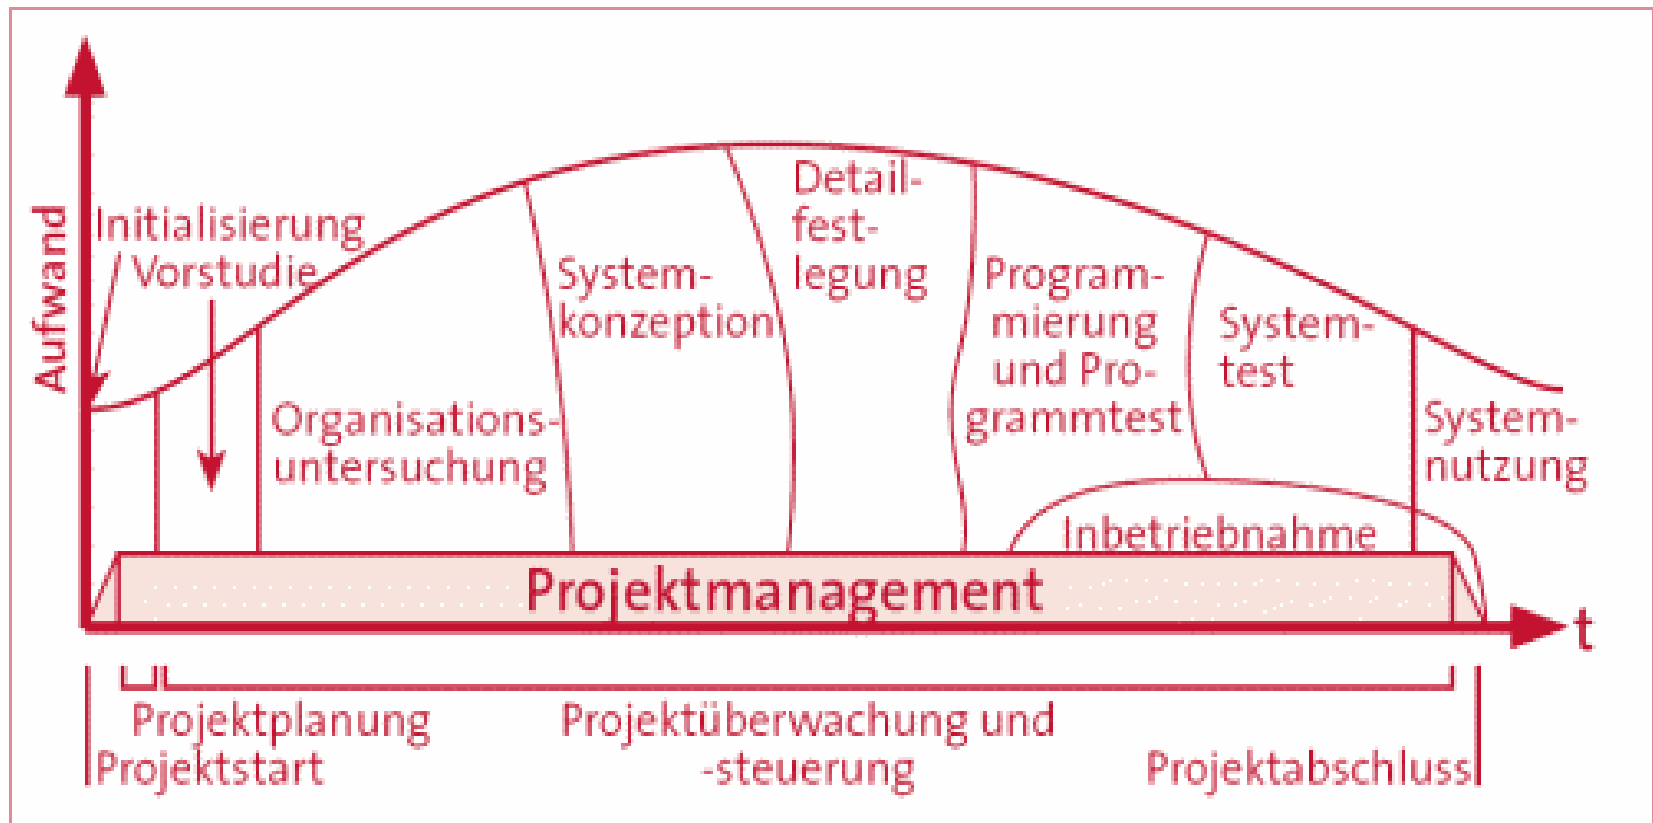 Aufwand
Initialisierung
Vorstudie
Organisations-
untersuchung
System-
konzeption
Detail-
fest-
legung
Program-
mierung
und Pro-
grammtest
System-
test
System-
nutzung
Inbetriebnahme
Projektmanagement
t
Projektplanung
Projektstart
Projektüberwachung und
-steuerung
Projektabschluss